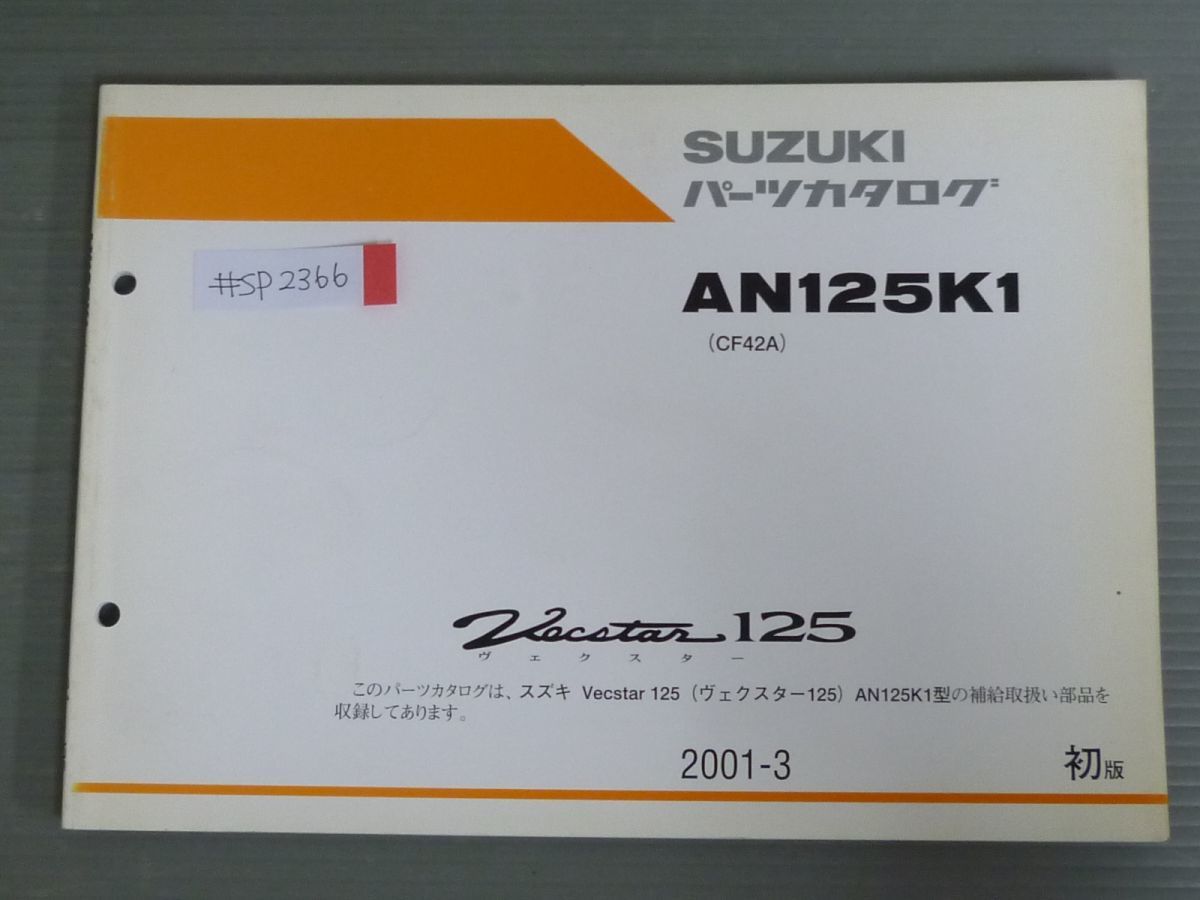 SUZUKI
パーツカタログ
#SP2366
AN125K1
(CF42A)
Vecstar 125
ヴェクスター
このパーツカタログは、スズキ Vecstar 125(ヴェクスター125)AN125K1型の補給取扱い部品を
収録してあります。
2001-3 初版